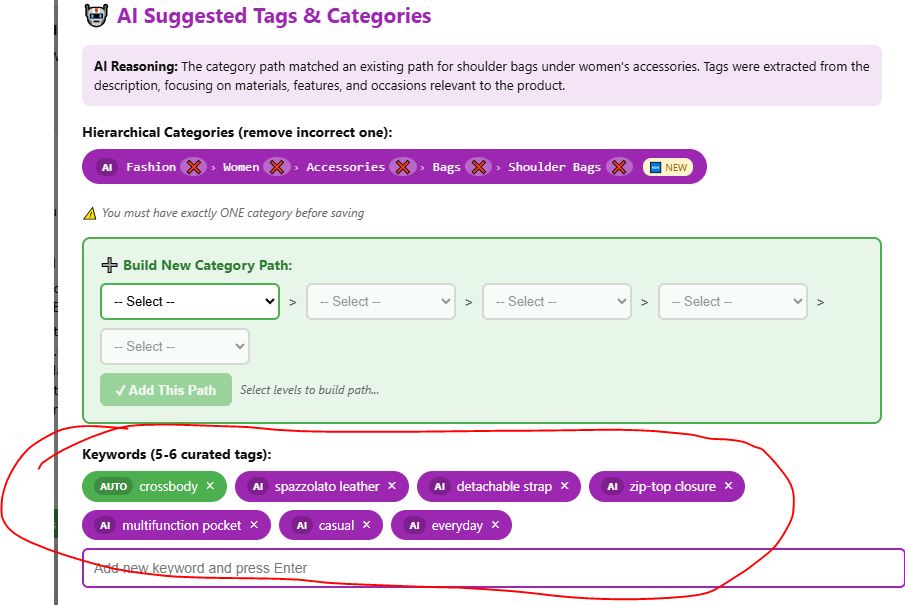 AI Suggested Tags & Categories
AI Reasoning: The category path matched an existing path for shoulder bags under women's accessories. Tags were extracted from the
description, focusing on materials, features, and occasions relevant to the product.
Hierarchical Categories (remove incorrect one):
AI Fashion › Women › Accessories › Bags › Shoulder Bags NEW
You must have exactly ONE category before saving
Build New Category Path:
-- Select -- > -- Select -- > -- Select -- > -- Select -- >
-- Select --
✓ Add This Path Select levels to build path...
Keywords (5-6 curated tags):
AUTO crossbody × AI spazzolato leather × AI detachable strap × AI zip-top closure ×
AI multifunction pocket × AI casual × AI everyday ×
Add new keyword and press Enter